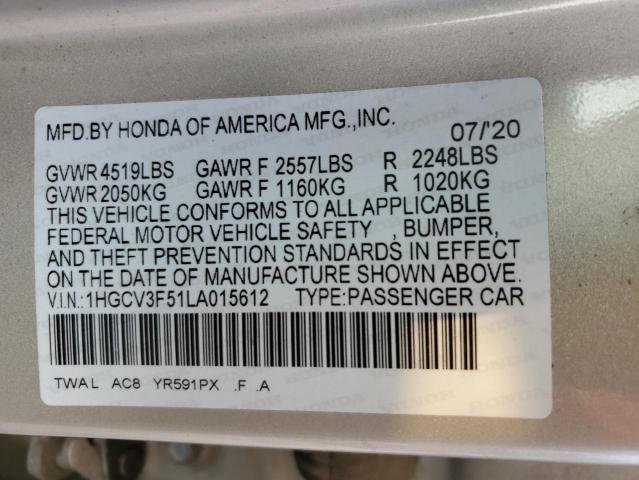 MFD.BY HONDA OF AMERICA MFG.,INC. 07/'20
GVWR 4519LBS GAWR F 2557LBS R 2248LBS
GVWR 2050KG GAWR F 1160KG R 1020KG
THIS VEHICLE CONFORMS TO ALL APPLICABLE
FEDERAL MOTOR VEHICLE SAFETY , BUMPER,
AND THEFT PREVENTION STANDARDS IN EFFECT
ON THE DATE OF MANUFACTURE SHOWN ABOVE.
V.I.N.:1HGCV3F51LA015612 TYPE:PASSENGER CAR
TWAL AC8 YR591PX .F .A